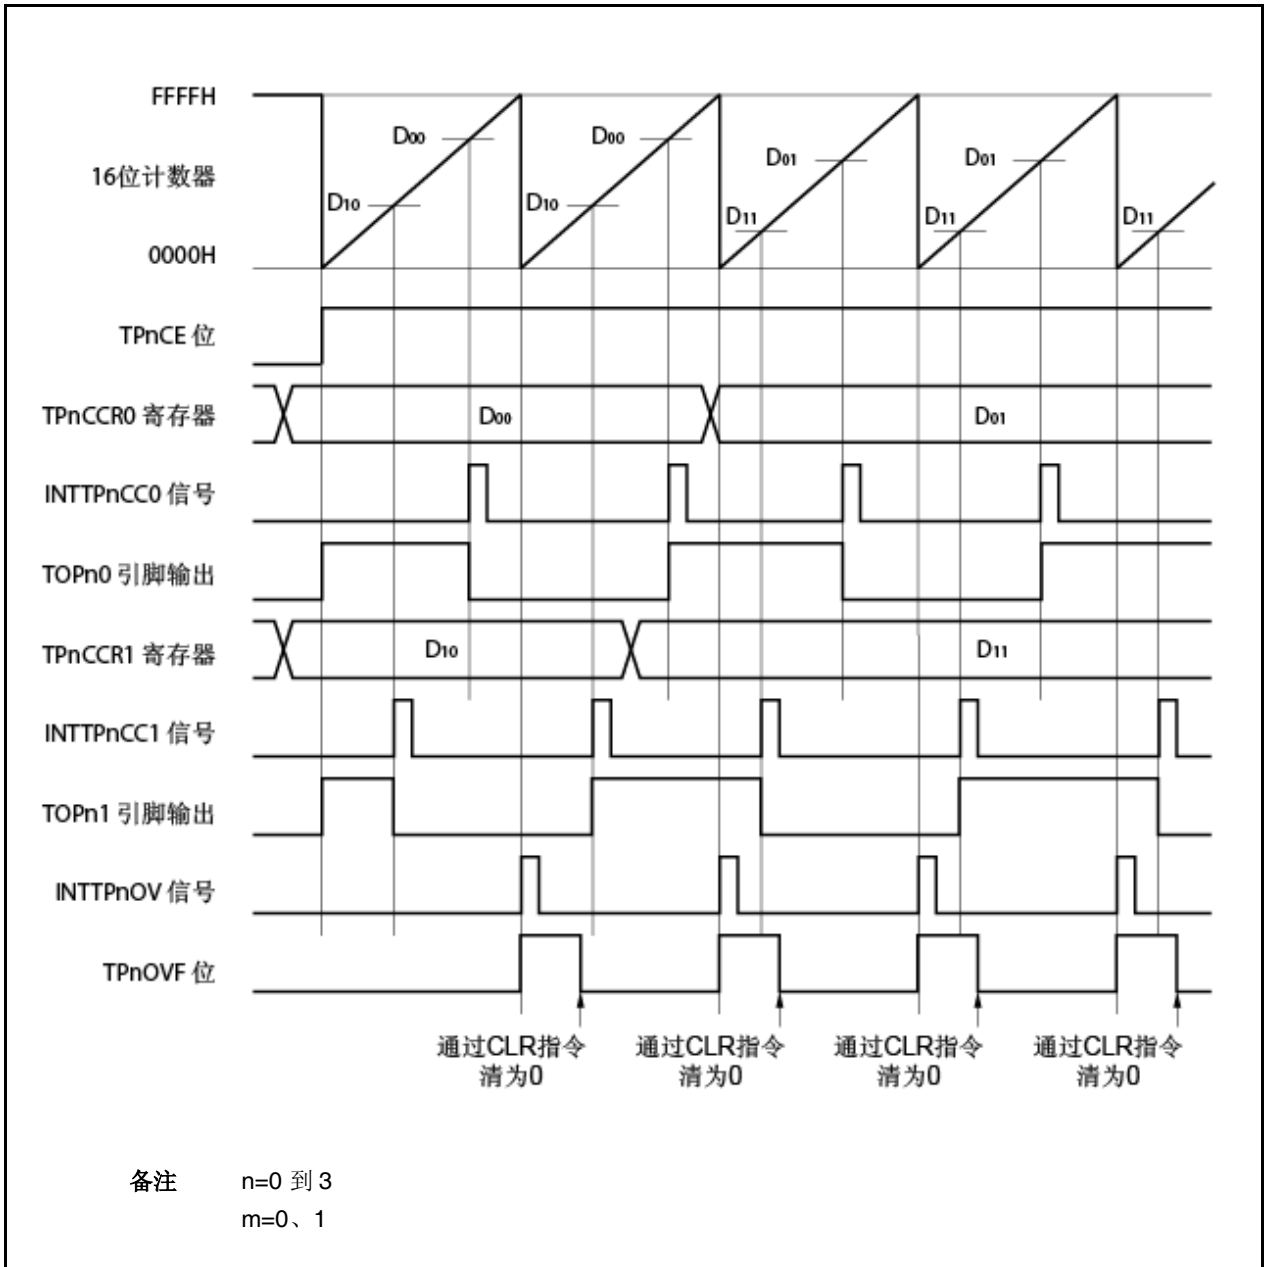 FFFFH
D00 D00
D01 D01
16位计数器
D10 D10
D11 D11 D11
0000H
TPnCE 位
TPnCCR0 寄存器 D00 D01
INTTPnCC0 信号
TOPn0 引脚输出
TPnCCR1 寄存器 D10 D11
INTTPnCC1 信号
TOPn1 引脚输出
INTTPnOV 信号
TPnOVF 位
通过CLR指令 通过CLR指令 通过CLR指令 通过CLR指令
清为0 清为0 清为0 清为0
备注 n=0 到 3
m=0、1